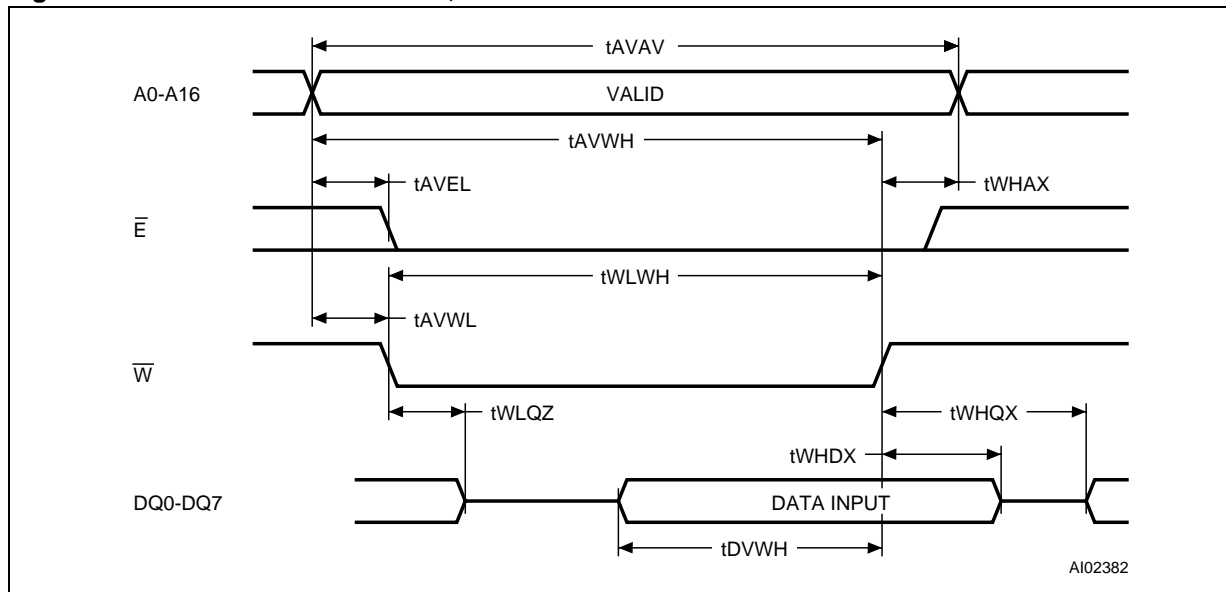 tAVAV
A0-A16
VALID
tAVWH
tAVEL
tWHAX
E̅
tWLWH
tAVWL
W̅
tWLQZ
tWHQX
tWHDX
DQ0-DQ7
DATA INPUT
tDVWH
AI02382